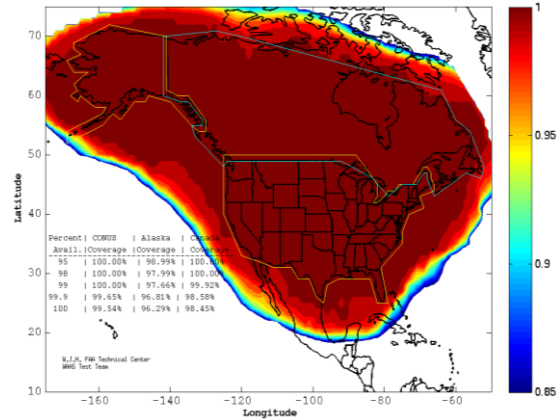 70
60
50
40
30
20
10
Latitude
-160
-140
-120
-100
-80
-60
Longitude
1
0.95
0.9
0.85
Percent| CONUS | Alaska | Canada
Avail.|Coverage |Coverage | Coverage
95 | 100.00% | 98.99% | 100.00%
98 | 100.00% | 97.99% | 100.00%
99 | 100.00% | 97.66% | 99.92%
99.9 | 99.65% | 96.81% | 98.58%
100 | 99.54% | 96.29% | 98.45%
W.J.H. FAA Technical Center
WAAS Test Team